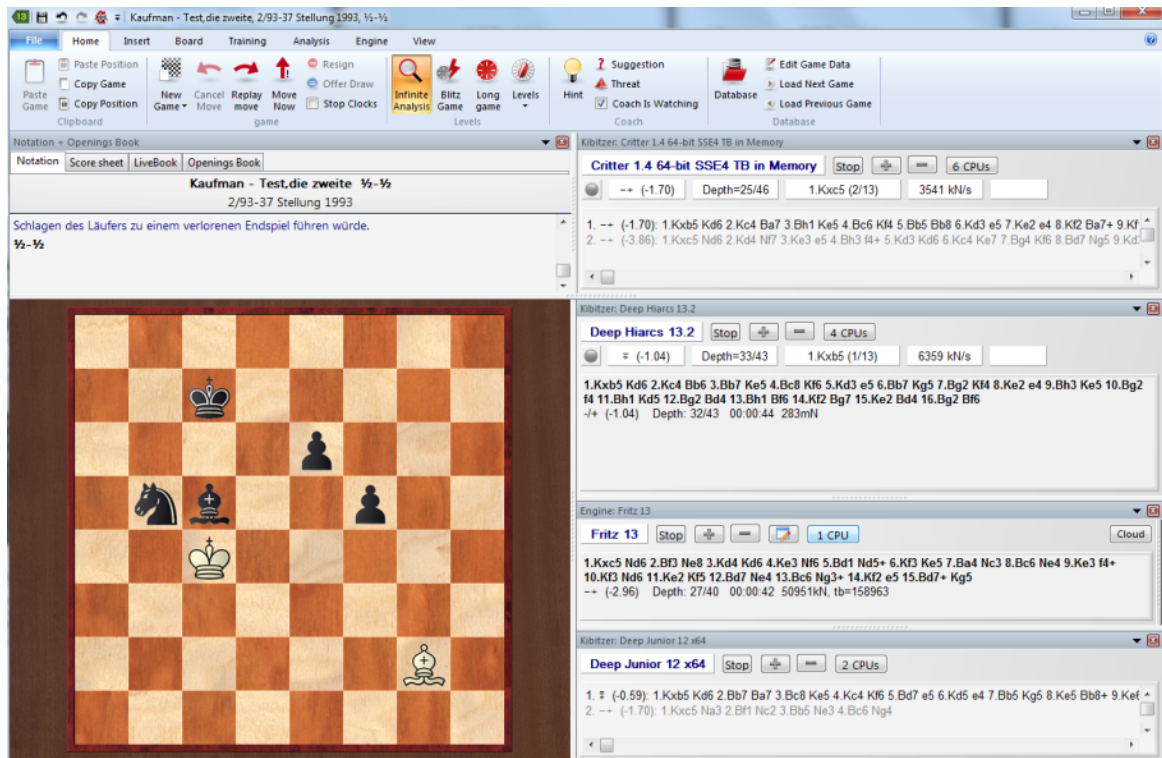 Kaufman - Test,die zweite, 2/93-37 Stellung 1993, ½-½
File Home Insert Board Training Analysis Engine View
Paste Game
Paste Position
Copy Game
Copy Position
Clipboard
New Game
Cancel Move
Replay move
Move Now
Resign
Offer Draw
Stop Clocks
game
Infinite Analysis
Blitz Game
Long game
Levels
Levels
Hint
Suggestion
Threat
Coach Is Watching
Coach
Database
Edit Game Data
Load Next Game
Load Previous Game
Database
Notation + Openings Book
Notation Score sheet LiveBook Openings Book
Kaufman - Test,die zweite ½-½
2/93-37 Stellung 1993
Schlagen des Läufers zu einem verlorenen Endspiel führen würde.
½-½
Kibitzer: Critter 1.4 64-bit SSE4 TB in Memory
Critter 1.4 64-bit SSE4 TB in Memory Stop 6 CPUs
-+ (-1.70) Depth=25/46 1.Kxc5 (2/13) 3541 kN/s
1. -+ (-1.70): 1.Kxb5 Kd6 2.Kc4 Ba7 3.Bh1 Ke5 4.Bc6 Kf4 5.Bb5 Bb8 6.Kd3 e5 7.Ke2 e4 8.Kf2 Ba7+ 9.Kf
2. -+ (-3.86): 1.Kxc5 Nd6 2.Kd4 Nf7 3.Ke3 e5 4.Bh3 f4+ 5.Kd3 Kd6 6.Kc4 Ke7 7.Bg4 Kf6 8.Bd7 Ng5 9.Kd
Kibitzer: Deep Hiarcs 13.2
Deep Hiarcs 13.2 Stop 4 CPUs
∓ (-1.04) Depth=33/43 1.Kxb5 (1/13) 6359 kN/s
1.Kxb5 Kd6 2.Kc4 Bb6 3.Bb7 Ke5 4.Bc8 Kf6 5.Kd3 e5 6.Bb7 Kg5 7.Bg2 Kf4 8.Ke2 e4 9.Bh3 Ke5 10.Bg2
f4 11.Bh1 Kd5 12.Bg2 Bd4 13.Bh1 Bf6 14.Kf2 Bg7 15.Ke2 Bd4 16.Bg2 Bf6
-/+ (-1.04) Depth: 32/43 00:00:44 283mN
Engine: Fritz 13
Fritz 13 Stop 1 CPU Cloud
1.Kxc5 Nd6 2.Bf3 Ne8 3.Kd4 Kd6 4.Ke3 Nf6 5.Bd1 Nd5+ 6.Kf3 Ke5 7.Ba4 Nc3 8.Bc6 Ne4 9.Ke3 f4+
10.Kf3 Nd6 11.Ke2 Kf5 12.Bd7 Ne4 13.Bc6 Ng3+ 14.Kf2 e5 15.Bd7+ Kg5
-+ (-2.96) Depth: 27/40 00:00:42 50951kN, tb=158963
Kibitzer: Deep Junior 12 x64
Deep Junior 12 x64 Stop 2 CPUs
1. ∓ (-0.59): 1.Kxb5 Kd6 2.Bb7 Ba7 3.Bc8 Ke5 4.Kc4 Kf6 5.Bd7 e5 6.Kd5 e4 7.Bb5 Kg5 8.Ke5 Bb8+ 9.Ke6
2. -+ (-1.70): 1.Kxc5 Na3 2.Bf1 Nc2 3.Bb5 Ne3 4.Bc6 Ng4